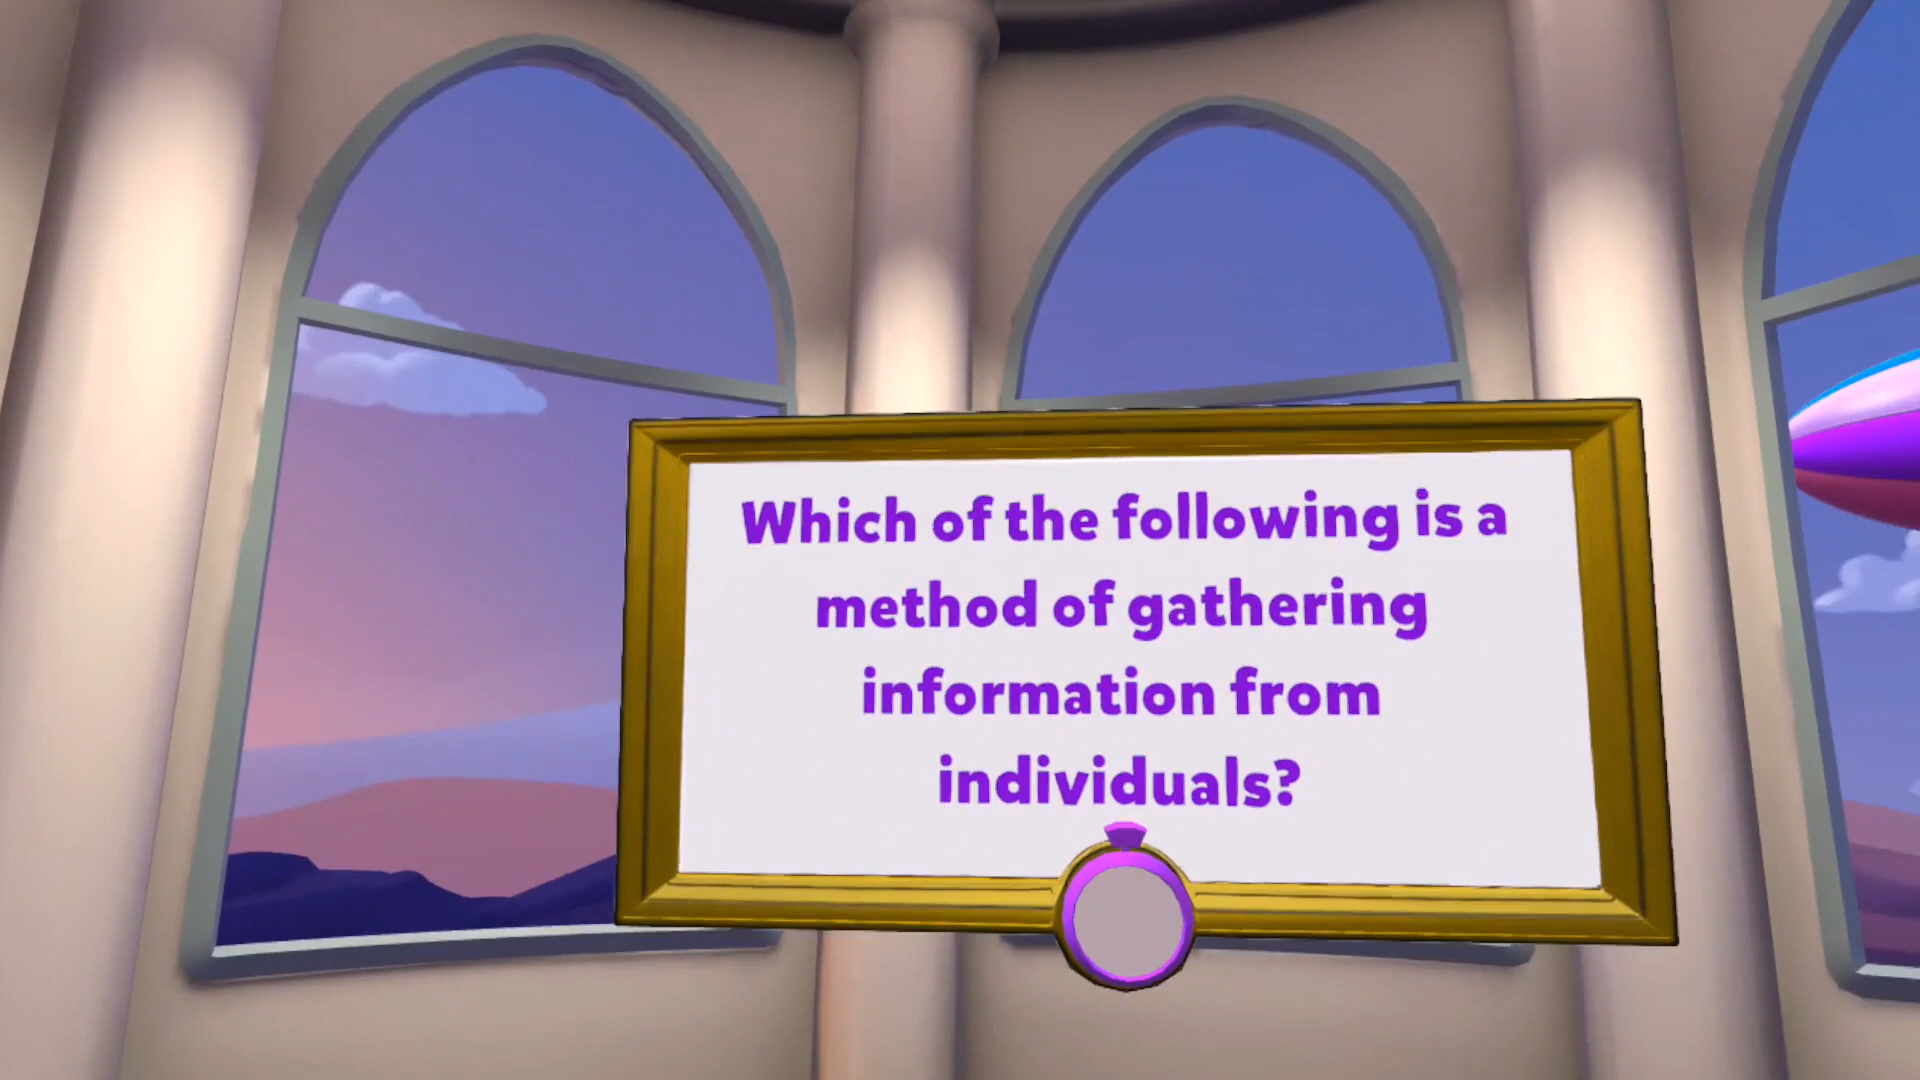 Which of the following is a
method of gathering
information from
individuals?